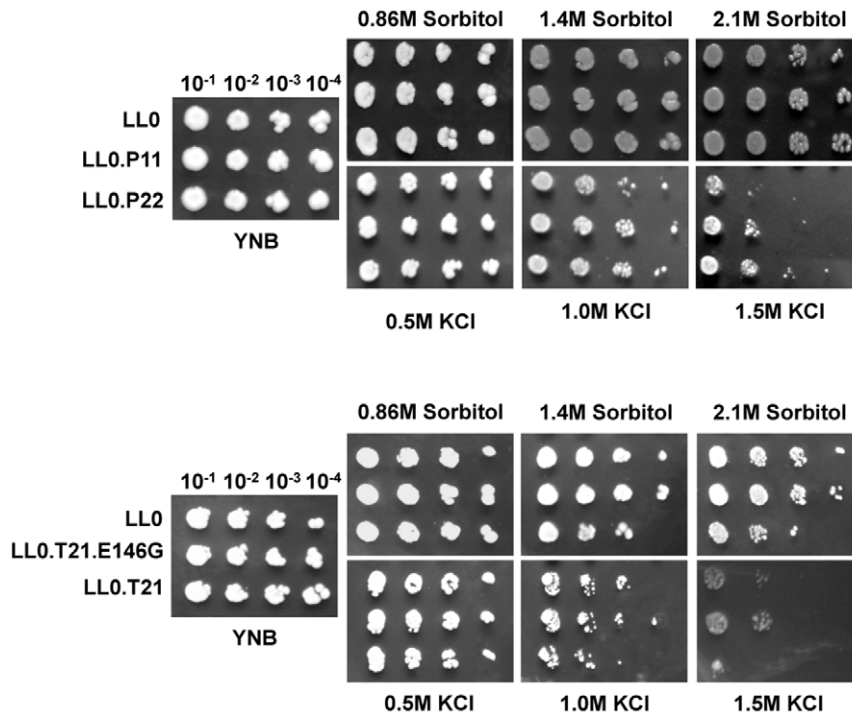 0.86M Sorbitol 1.4M Sorbitol 2.1M Sorbitol
10-1 10-2 10-3 10-4
LL0
LL0.P11
LL0.P22
YNB
0.5M KCl 1.0M KCl 1.5M KCl
0.86M Sorbitol 1.4M Sorbitol 2.1M Sorbitol
10-1 10-2 10-3 10-4
LL0
LL0.T21.E146G
LL0.T21
YNB
0.5M KCl 1.0M KCl 1.5M KCl